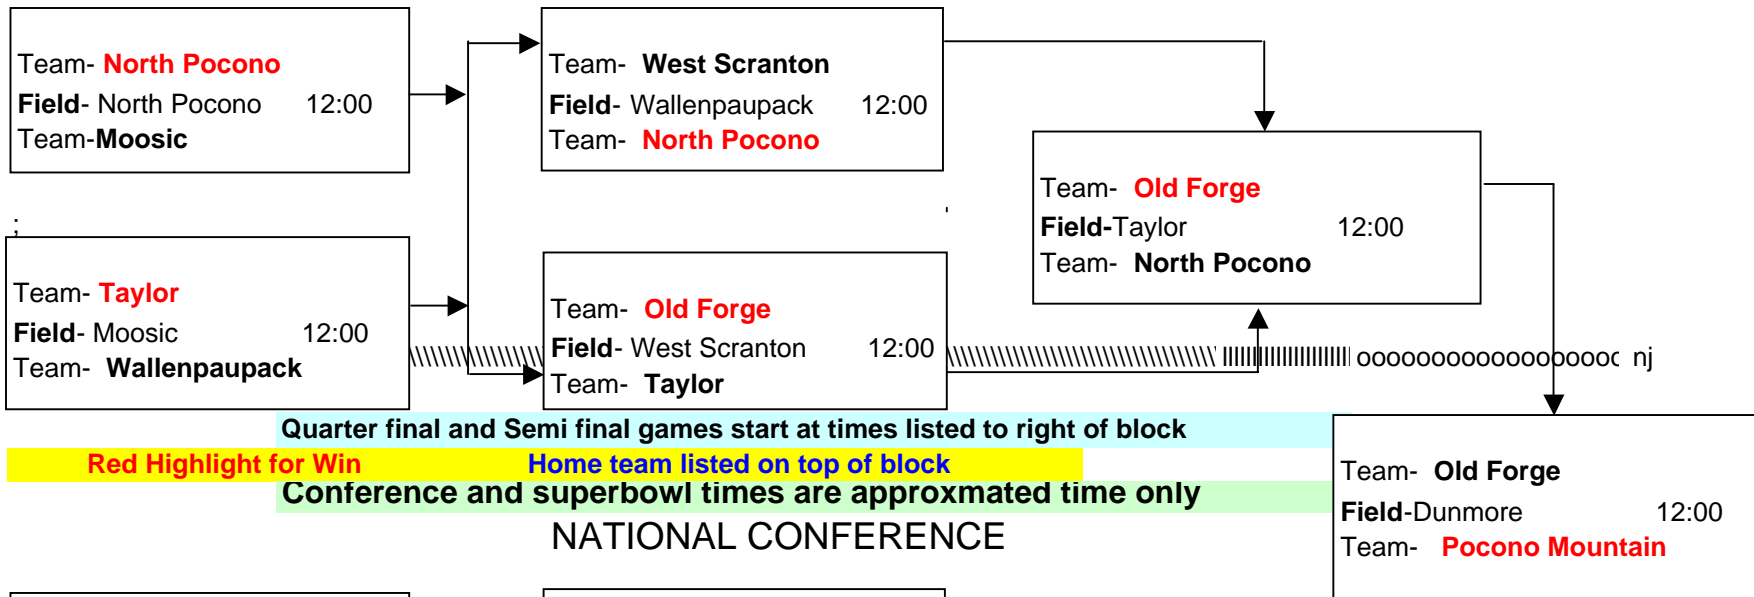 Team- North Pocono
Field- North Pocono 12:00
Team-Moosic
Team- West Scranton
Field- Wallenpaupack 12:00
Team- North Pocono
Team- Old Forge
Field-Taylor 12:00
Team- North Pocono
;
'
Team- Taylor
Field- Moosic 12:00
Team- Wallenpaupack
Team- Old Forge
Field- West Scranton 12:00
Team- Taylor
nj
Quarter final and Semi final games start at times listed to right of block
Red Highlight for Win Home team listed on top of block
Conference and superbowl times are approxmated time only
NATIONAL CONFERENCE
Team- Old Forge
Field-Dunmore 12:00
Team- Pocono Mountain